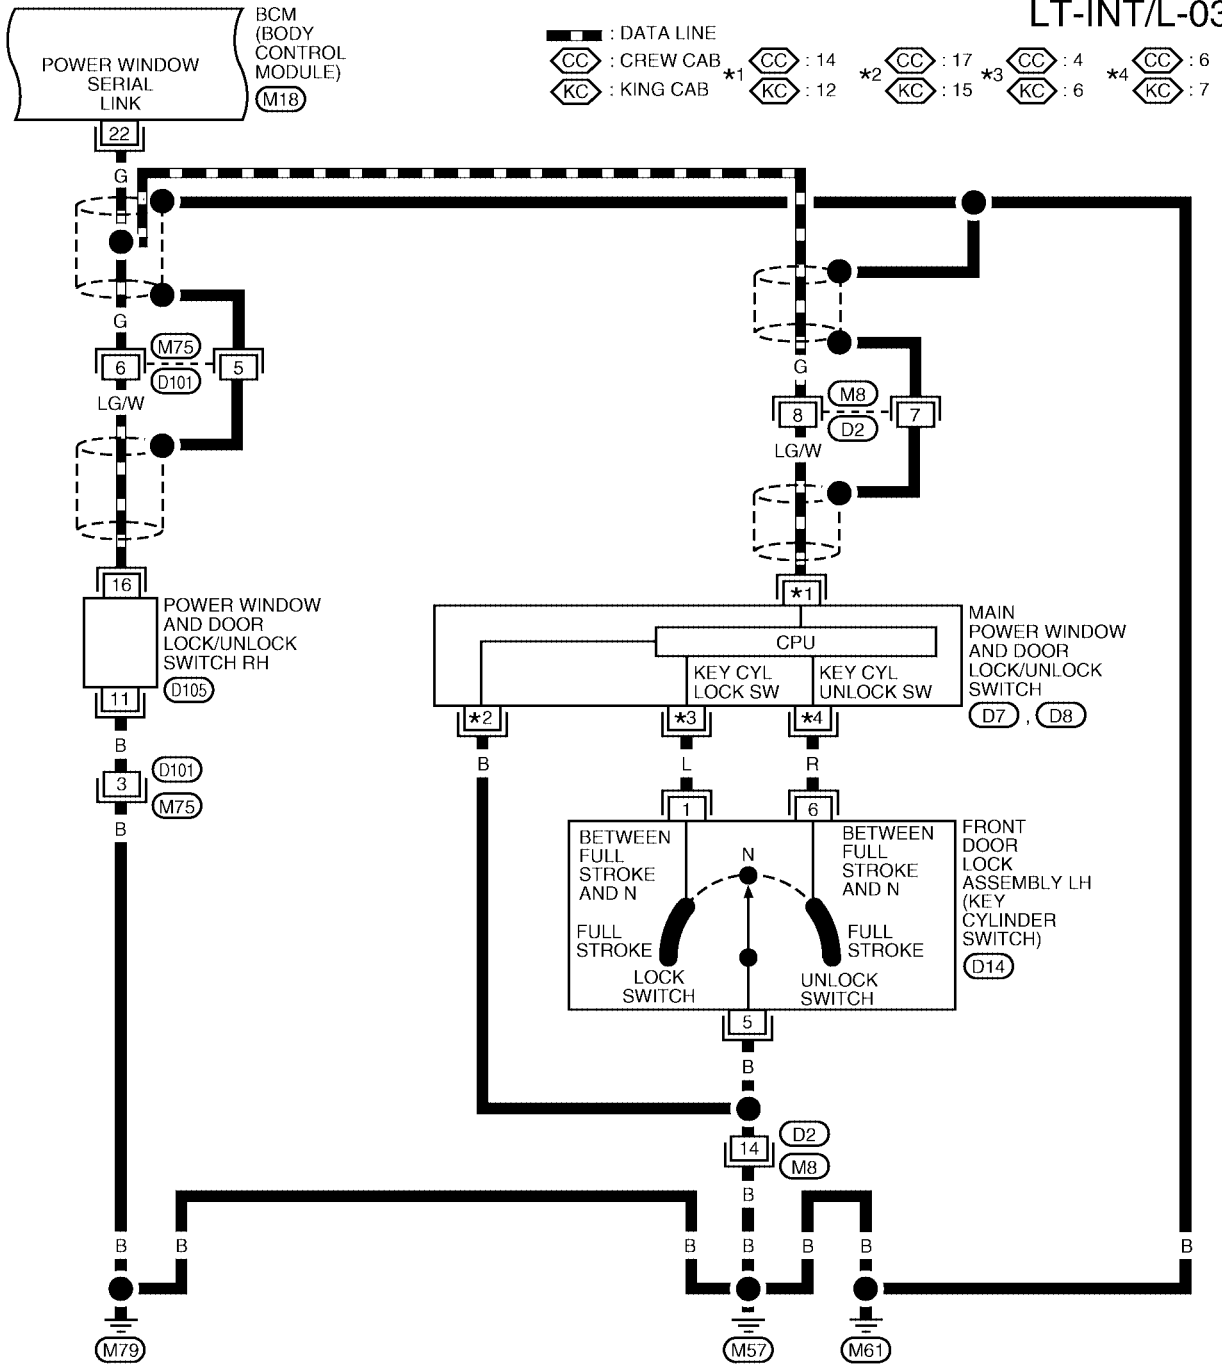 LT-INT/L-03
BCM
(BODY
CONTROL
MODULE)
M18
POWER WINDOW
SERIAL
LINK
22
: DATA LINE
CC : CREW CAB
KC : KING CAB
*1 CC : 14
KC : 12
*2 CC : 17
KC : 15
*3 CC : 4
KC : 6
*4 CC : 6
KC : 7
G
G
M75
6
5
D101
LG/W
G
M8
8
7
D2
LG/W
16
POWER WINDOW
AND DOOR
LOCK/UNLOCK
SWITCH RH
D105
11
B
D101
3
M75
B
*1
CPU
KEY CYL
LOCK SW
KEY CYL
UNLOCK SW
MAIN
POWER WINDOW
AND DOOR
LOCK/UNLOCK
SWITCH
D7 , D8
*2
*3
*4
B
L
R
1
6
BETWEEN
FULL
STROKE
AND N
N
BETWEEN
FULL
STROKE
AND N
FULL
STROKE
FULL
STROKE
LOCK
SWITCH
UNLOCK
SWITCH
FRONT
DOOR
LOCK
ASSEMBLY LH
(KEY
CYLINDER
SWITCH)
D14
5
B
D2
14
M8
B
B B B B B B B
M79
M57
M61